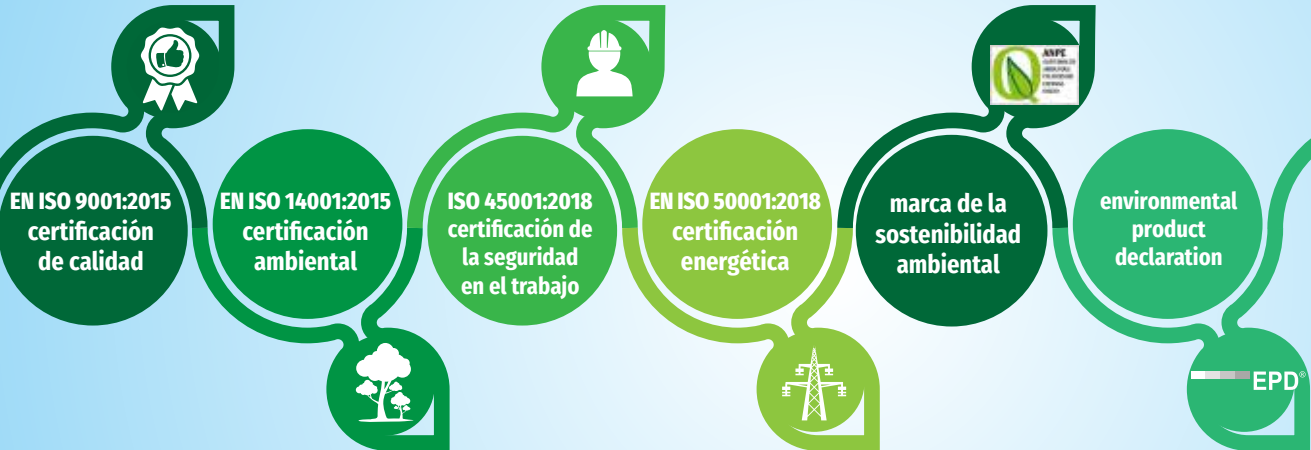 EN ISO 9001:2015
certificación
de calidad
EN ISO 14001:2015
certificación
ambiental
ISO 45001:2018
certificación de
la seguridad
en el trabajo
EN ISO 50001:2018
certificación
energética
ANPE
marca de la
sostenibilidad
ambiental
environmental
product
declaration
EPD®